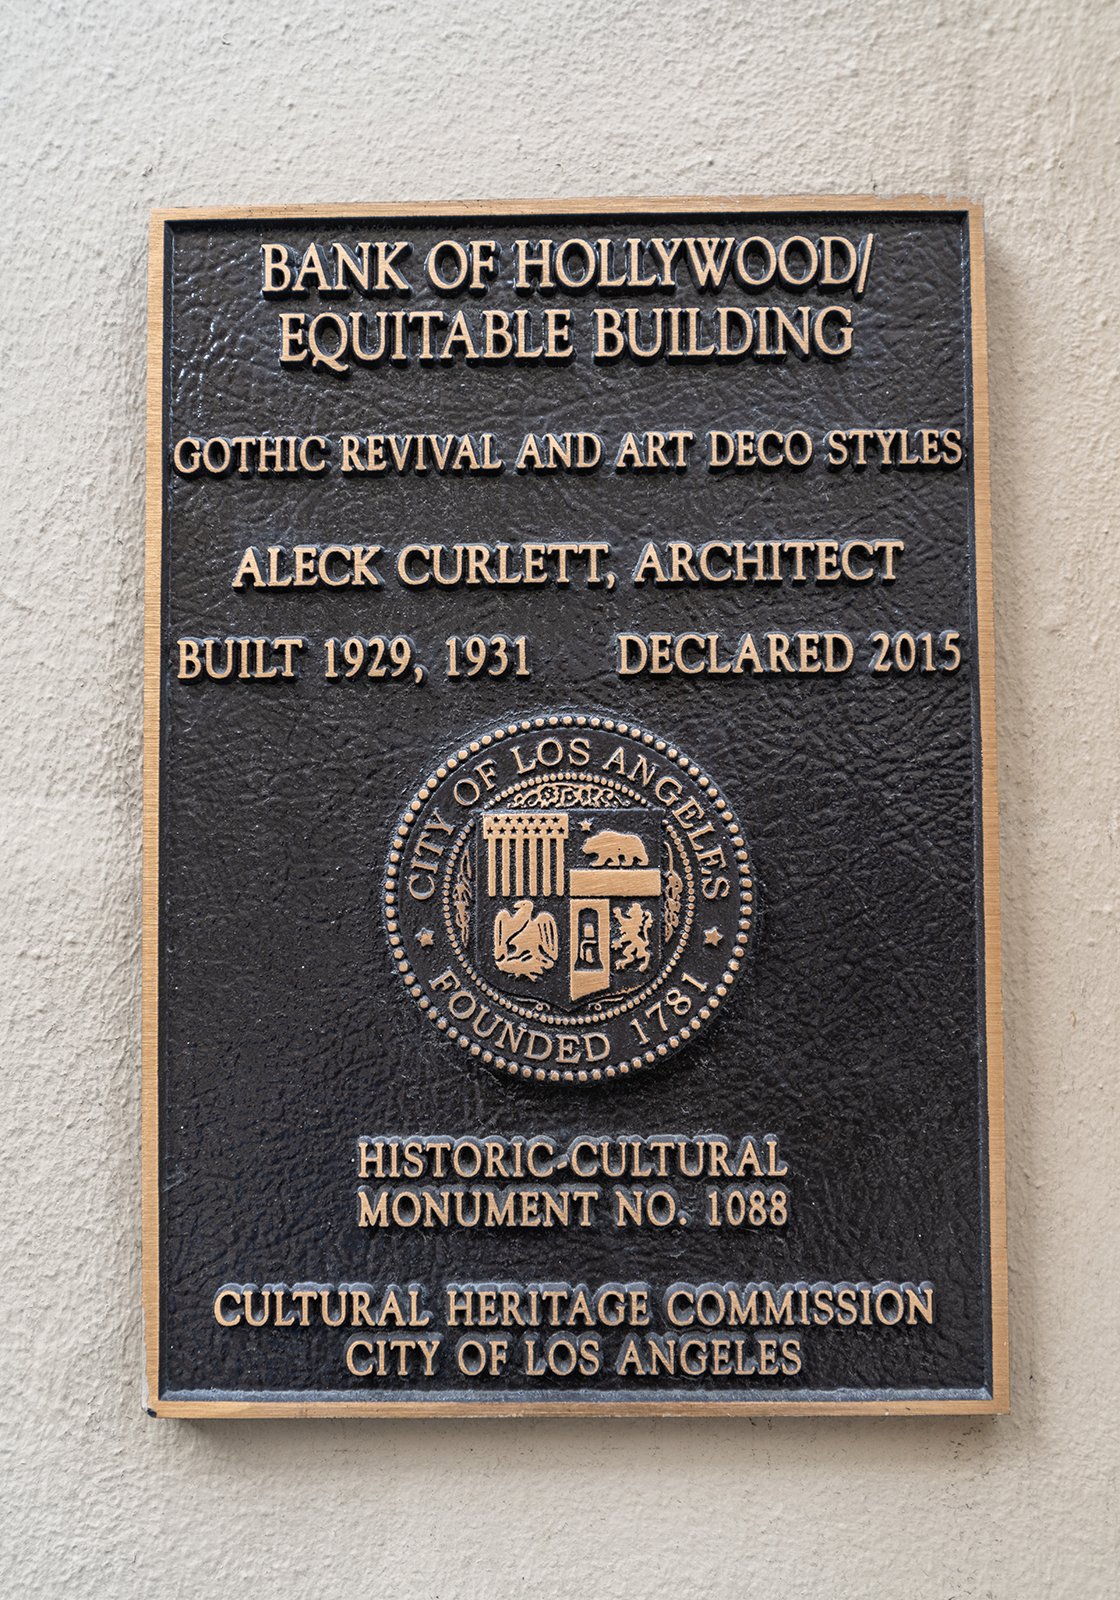 BANK OF HOLLYWOOD/
EQUITABLE BUILDING
GOTHIC REVIVAL AND ART DECO STYLES
ALECK CURLETT, ARCHITECT
BUILT 1929, 1931 DECLARED 2015
CITY OF LOS ANGELES
FOUNDED 1781
HISTORIC-CULTURAL
MONUMENT NO. 1088
CULTURAL HERITAGE COMMISSION
CITY OF LOS ANGELES